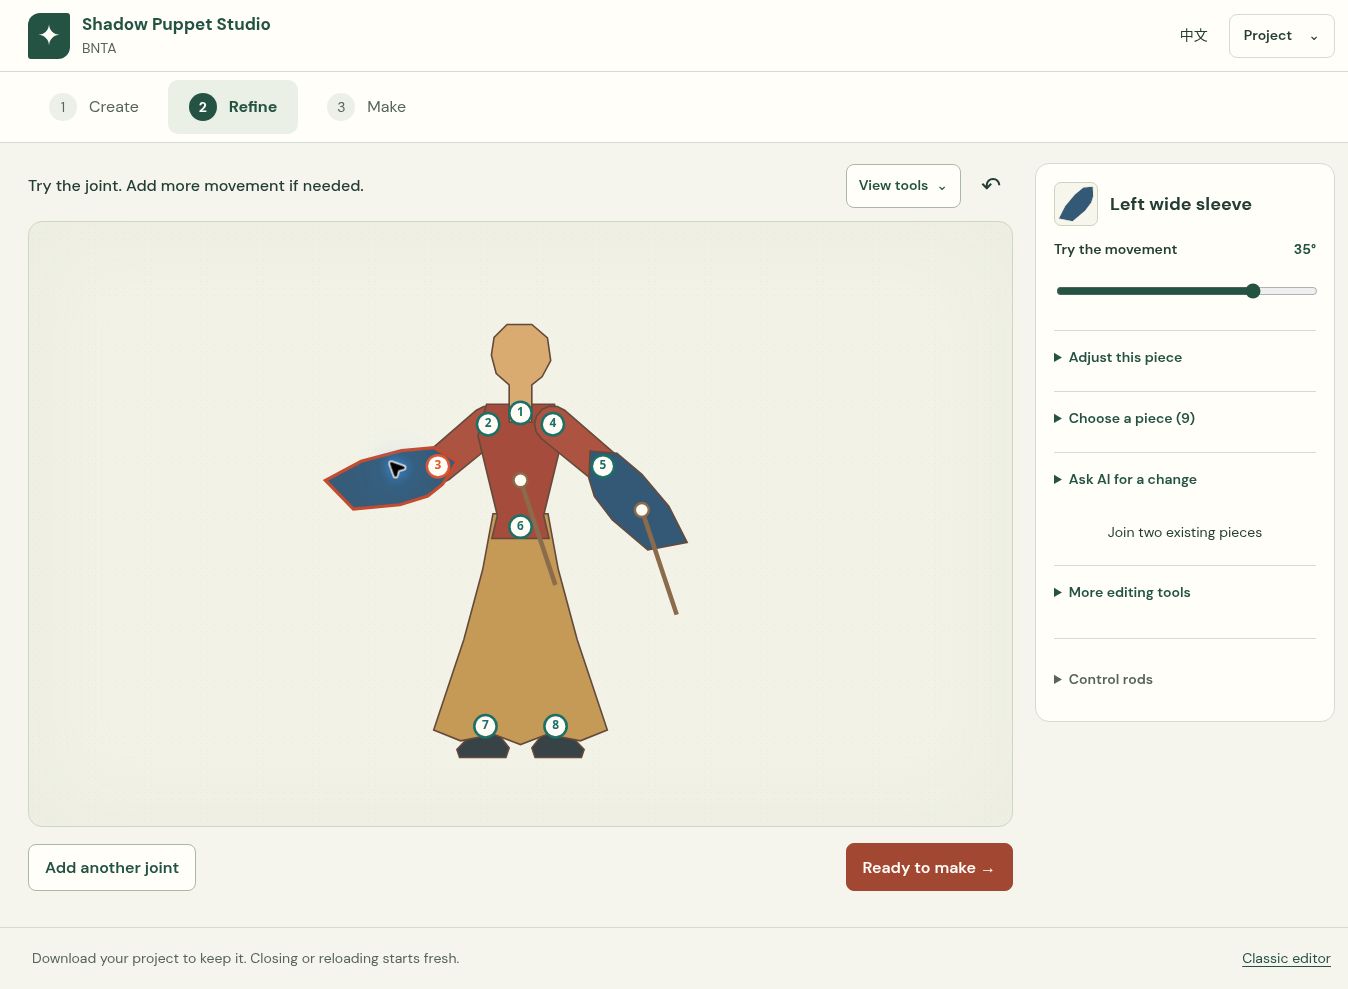 Shadow Puppet Studio
BNTA
中文
Project
1 Create
2 Refine
3 Make
Try the joint. Add more movement if needed.
View tools
Left wide sleeve
Try the movement 35°
Adjust this piece
Choose a piece (9)
Ask AI for a change
Join two existing pieces
More editing tools
Control rods
1
2
4
3
5
6
7
8
Add another joint
Ready to make →
Download your project to keep it. Closing or reloading starts fresh.
Classic editor